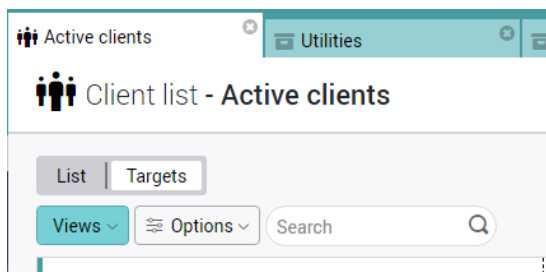 Active clients
Utilities
Client list - Active clients
List Targets
Views Options Search